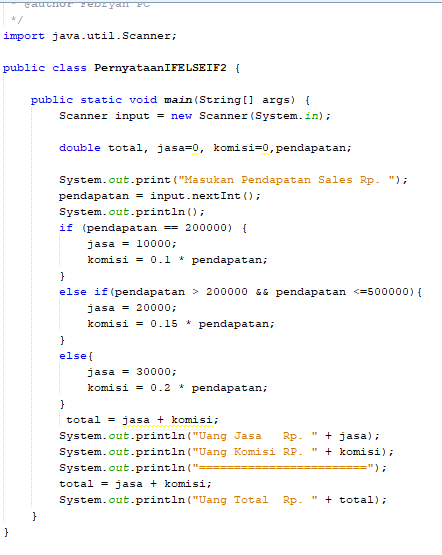 * @author Febryan PC
*/
import java.util.Scanner;
public class PernyataanIFELSEIF2 {
public static void main(String[] args) {
Scanner input = new Scanner(System.in);
double total, jasa=0, komisi=0,pendapatan;
System.out.print("Masukan Pendapatan Sales Rp. ");
pendapatan = input.nextInt();
System.out.println();
if (pendapatan == 200000) {
jasa = 10000;
komisi = 0.1 * pendapatan;
}
else if(pendapatan > 200000 && pendapatan <=500000){
jasa = 20000;
komisi = 0.15 * pendapatan;
}
else{
jasa = 30000;
komisi = 0.2 * pendapatan;
}
total = jasa + komisi;
System.out.println("Uang Jasa   Rp. " + jasa);
System.out.println("Uang Komisi RP. " + komisi);
System.out.println("========================");
total = jasa + komisi;
System.out.println("Uang Total  Rp. " + total);
}
}